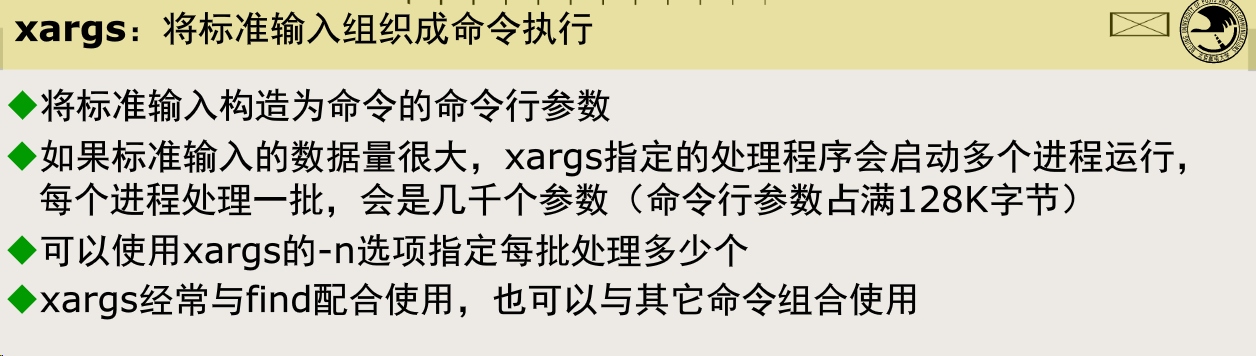 xargs：将标准输入组织成命令执行
将标准输入构造为命令的命令行参数
如果标准输入的数据量很大，xargs指定的处理程序会启动多个进程运行，
每个进程处理一批，会是几千个参数（命令行参数占满128K字节）
可以使用xargs的-n选项指定每批处理多少个
xargs经常与find配合使用，也可以与其它命令组合使用